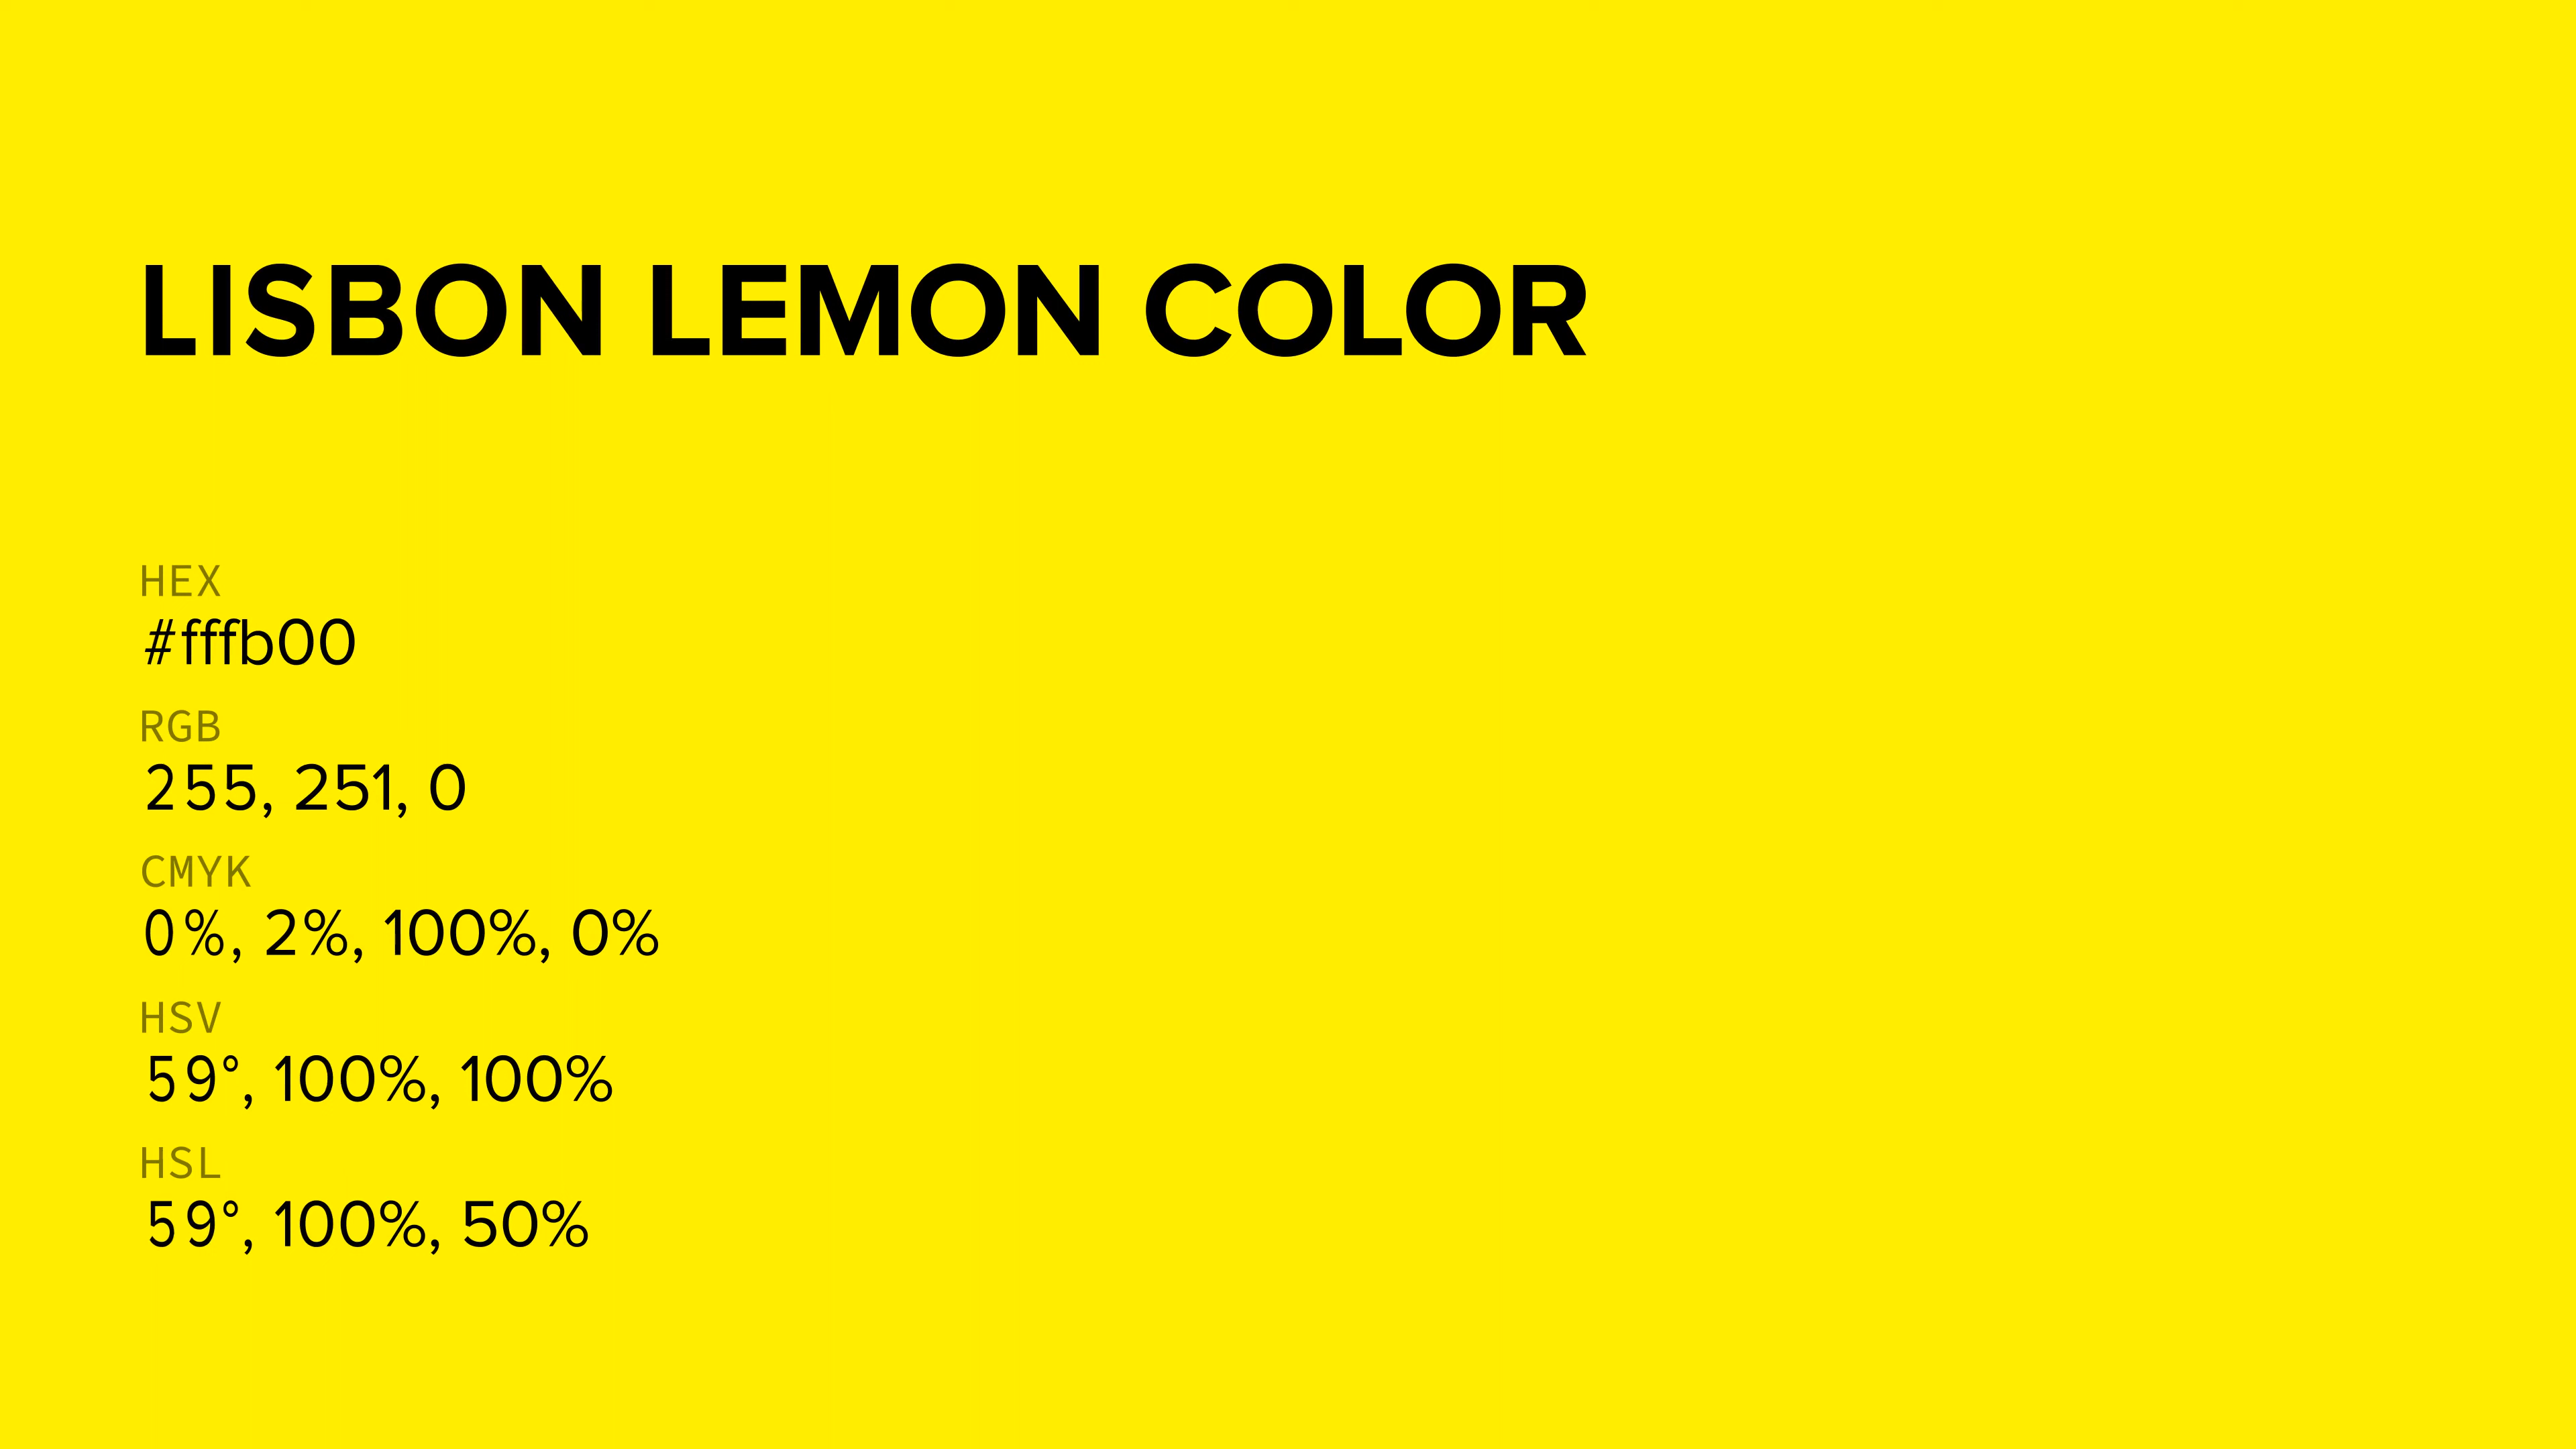 LISBON LEMON COLOR
HEX
#fffb00
RGB
255, 251, 0
CMYK
0%, 2%, 100%, 0%
HSV
59°, 100%, 100%
HSL
59°, 100%, 50%